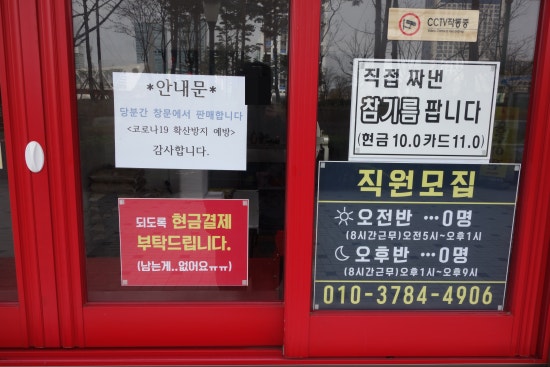 *안내문*
당분간 창문에서 판매합니다
<코로나19 확산방지 예방>
감사합니다.
되도록 현금결제
부탁드립니다.
(남는게..없어요ㅠㅠ)
CCTV작동중
직접 짜낸
참기름 팝니다
(현금 10.0 카드 11.0)
직원모집
오전반 ···0명
(8시간근무)오전5시~오후1시
오후반 ···0명
(8시간근무)오후1시~오후9시
010-3784-4906